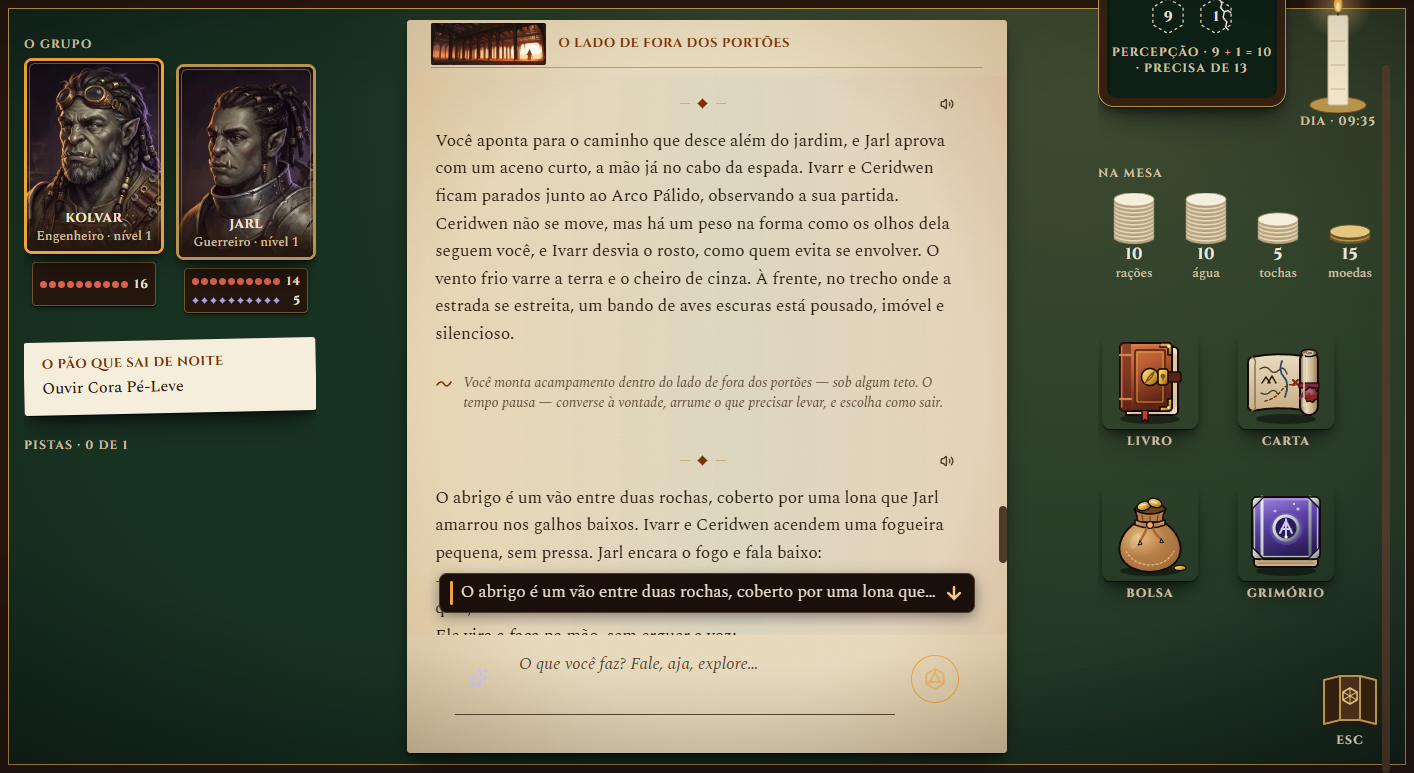 O GRUPO
KOLVAR
Engenheiro · nível 1
16
JARL
Guerreiro · nível 1
14
5
O PÃO QUE SAI DE NOITE
Ouvir Cora Pé-Leve
PISTAS · 0 DE 1
O LADO DE FORA DOS PORTÕES
Você aponta para o caminho que desce além do jardim, e Jarl aprova
com um aceno curto, a mão já no cabo da espada. Ivarr e Ceridwen
ficam parados junto ao Arco Pálido, observando a sua partida.
Ceridwen não se move, mas há um peso na forma como os olhos dela
seguem você, e Ivarr desvia o rosto, como quem evita se envolver. O
vento frio varre a terra e o cheiro de cinza. À frente, no trecho onde a
estrada se estreita, um bando de aves escuras está pousado, imóvel e
silencioso.
Você monta acampamento dentro do lado de fora dos portões — sob algum teto. O
tempo pausa — converse à vontade, arrume o que precisar levar, e escolha como sair.
O abrigo é um vão entre duas rochas, coberto por uma lona que Jarl
amarrou nos galhos baixos. Ivarr e Ceridwen acendem uma fogueira
pequena, sem pressa. Jarl encara o fogo e fala baixo:
O abrigo é um vão entre duas rochas, coberto por uma lona que...
Ele vira a faca na mão, sem erguer a voz:
O que você faz? Fale, aja, explore...
9
1
PERCEPÇÃO · 9 + 1 = 10
· PRECISA DE 13
DIA · 09:35
NA MESA
10
rações
10
água
5
tochas
15
moedas
LIVRO
CARTA
BOLSA
GRIMÓRIO
ESC